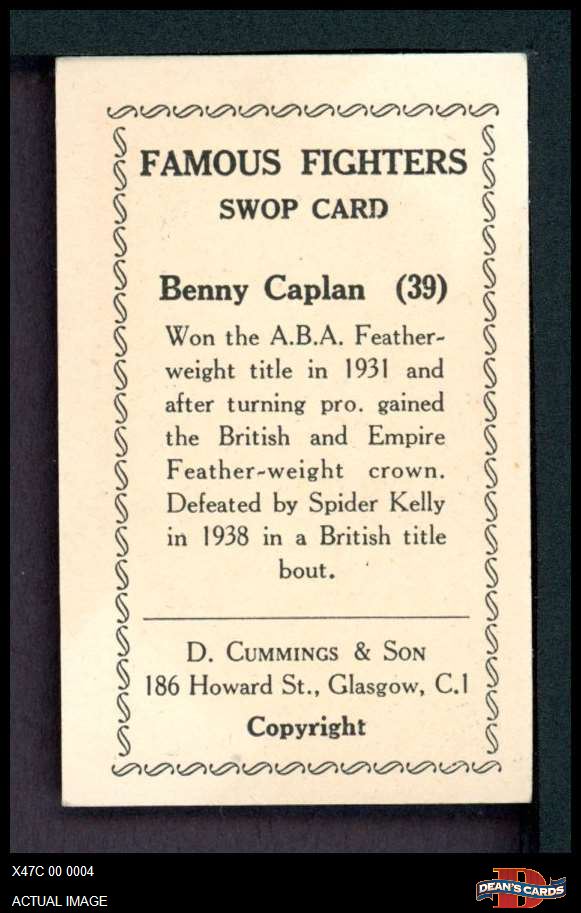 FAMOUS FIGHTERS
SWOP CARD
Benny Caplan (39)
Won the A.B.A. Feather-
weight title in 1931 and
after turning pro. gained
the British and Empire
Feather-weight crown.
Defeated by Spider Kelly
in 1938 in a British title
bout.
D. CUMMINGS & SON
186 Howard St., Glasgow, C.1
Copyright
X47C 00 0004
ACTUAL IMAGE
D
DEAN'S CARDS